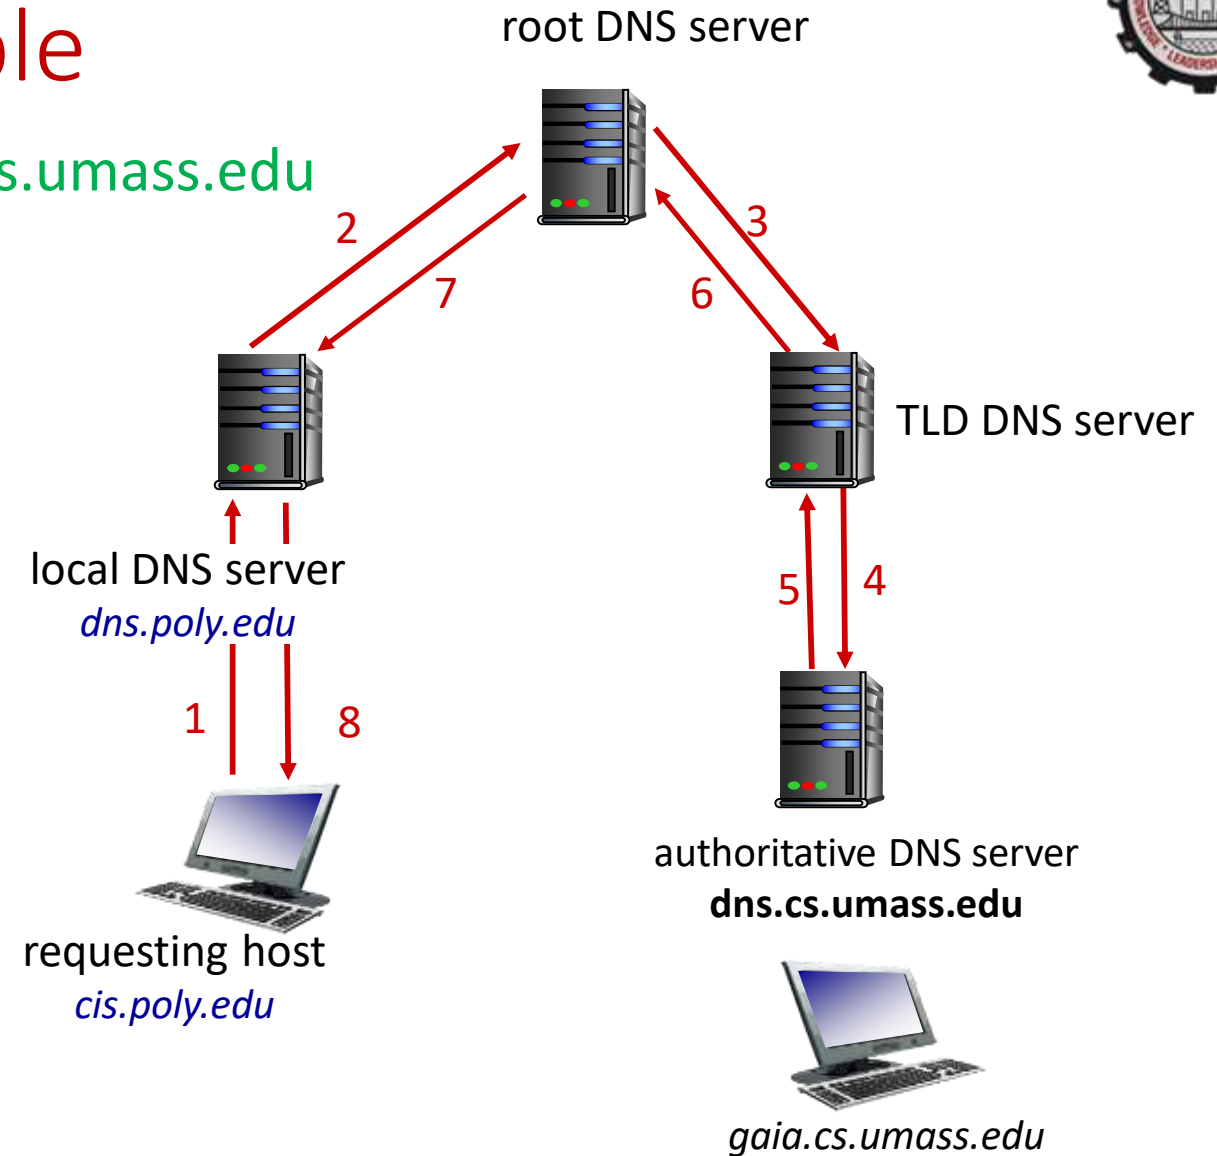 root DNS server
s.umass.edu
2
3
7
6
TLD DNS server
local DNS server
dns.poly.edu
5
4
1
8
authoritative DNS server
dns.cs.umass.edu
requesting host
cis.poly.edu
gaia.cs.umass.edu